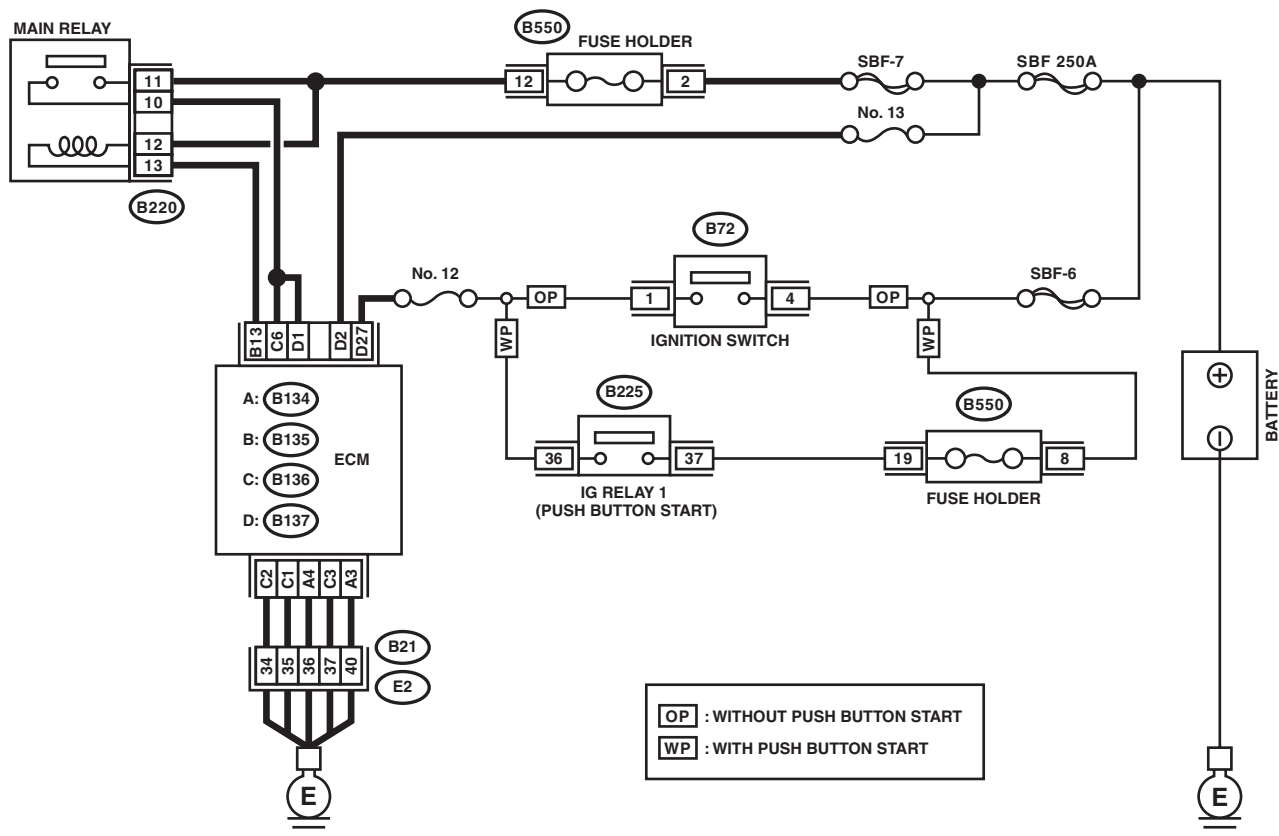 MAIN RELAY
B550
FUSE HOLDER
11
10
12
13
B220
12
2
SBF-7
SBF 250A
No. 13
B72
No. 12
OP
1
4
OP
SBF-6
IGNITION SWITCH
WP
WP
B13
C6
D1
D2
D27
A: B134
B: B135
C: B136
D: B137
ECM
B225
36
37
IG RELAY 1
(PUSH BUTTON START)
B550
19
8
FUSE HOLDER
BATTERY
C2
C1
A4
C3
A3
34
35
36
37
40
B21
E2
E
OP : WITHOUT PUSH BUTTON START
WP : WITH PUSH BUTTON START
E